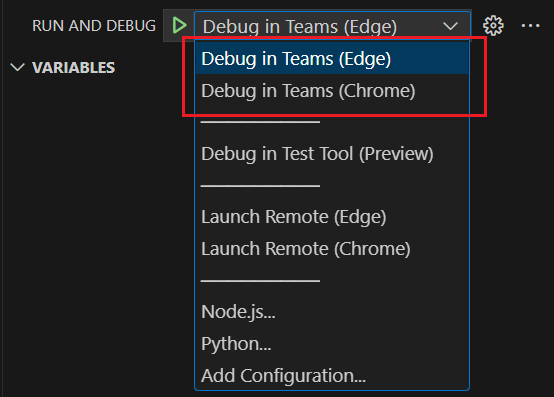 RUN AND DEBUG Debug in Teams (Edge)
VARIABLES
Debug in Teams (Edge)
Debug in Teams (Chrome)
Debug in Test Tool (Preview)
Launch Remote (Edge)
Launch Remote (Chrome)
Node.js...
Python...
Add Configuration...